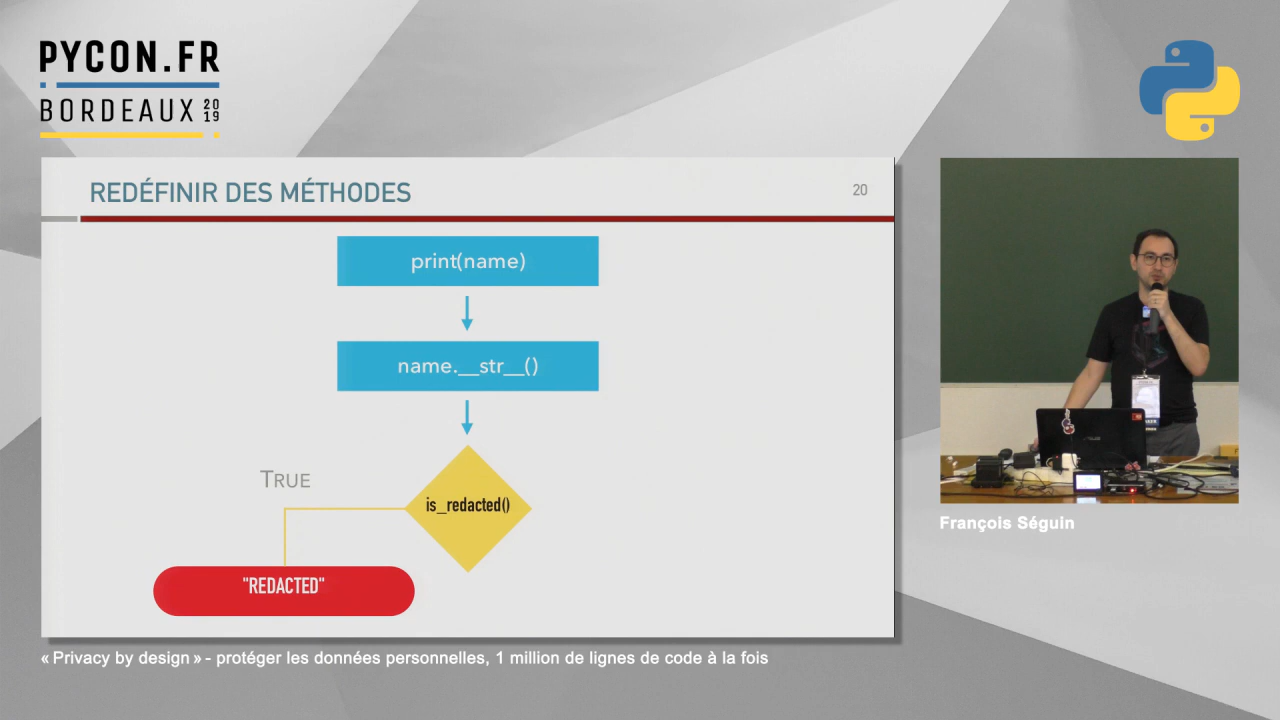 PYCON.FR
BORDEAUX 2019
REDÉFINIR DES MÉTHODES
20
print(name)
name.__str__()
TRUE
is_redacted()
"REDACTED"
François Séguin
« Privacy by design » - protéger les données personnelles, 1 million de lignes de code à la fois